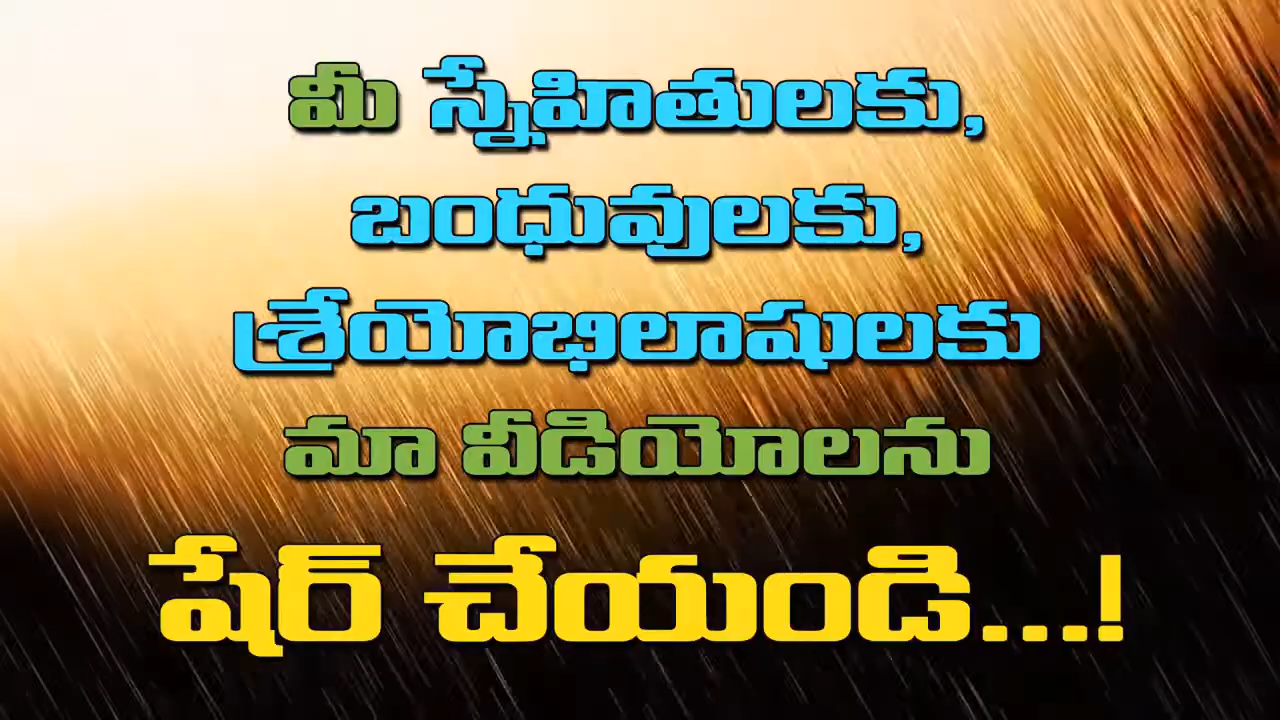 మీ స్నేహితులకు,
బంధువులకు,
శ్రేయోభిలాషులకు
మా వీడియోలను
షేర్ చేయండి...!